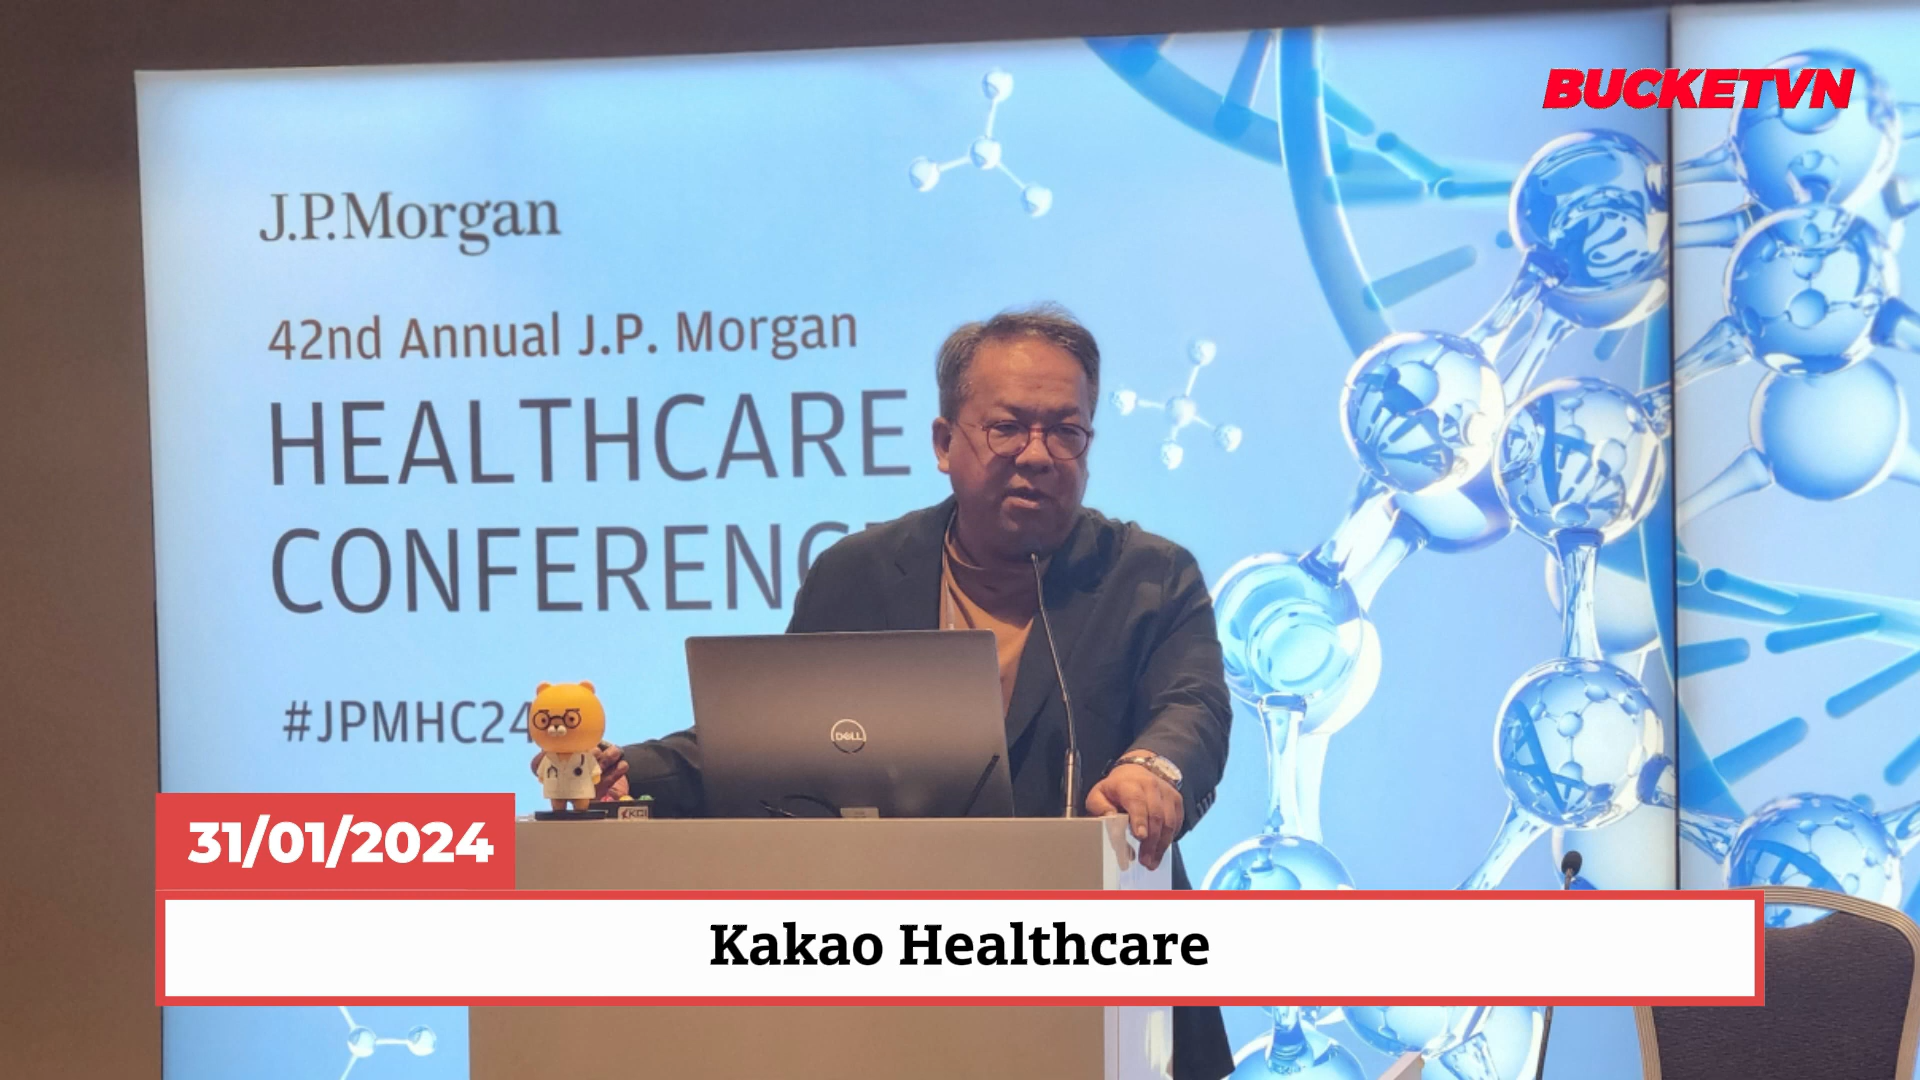 BUCKETVN
J.P.Morgan
42nd Annual J.P. Morgan
HEALTHCARE
CONFERENC
#JPMHC24
DELL
31/01/2024
Kakao Healthcare